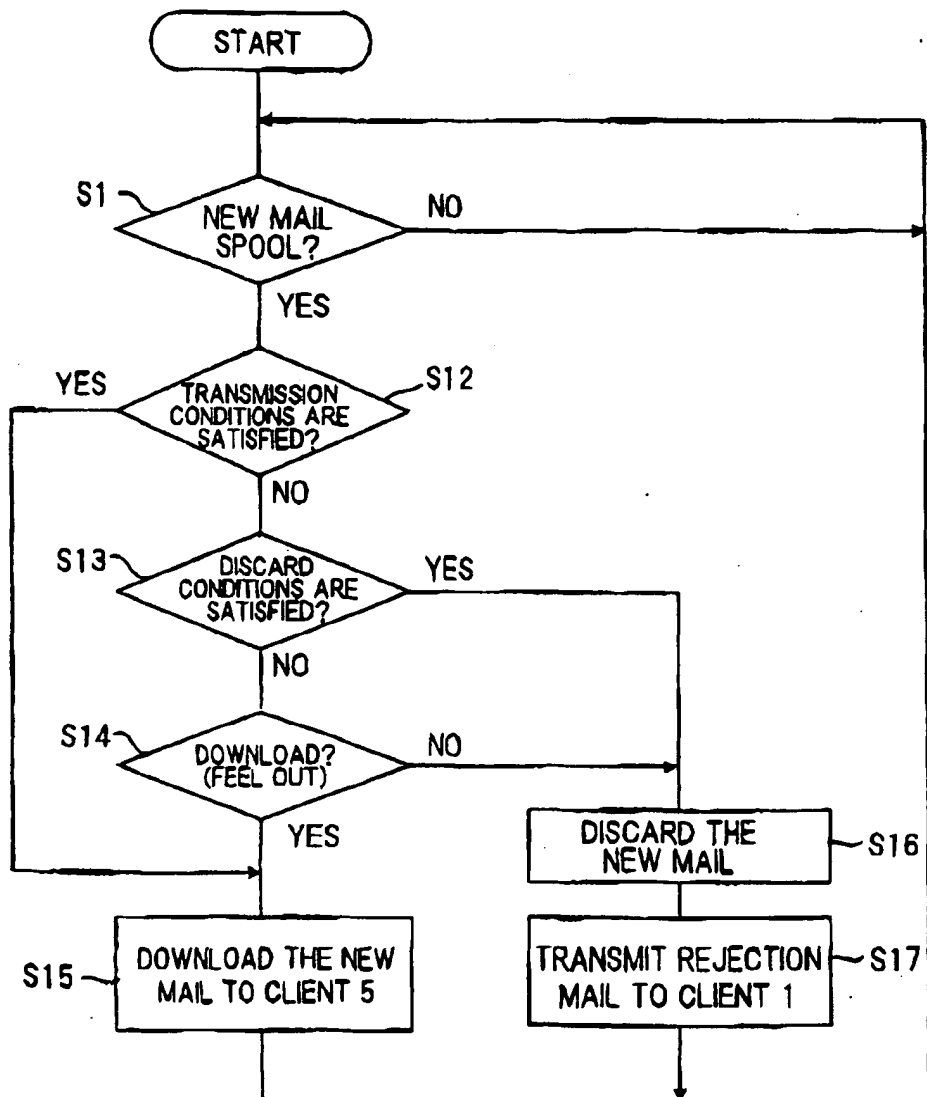 START
S1
NEW MAIL
SPOOL?
NO
YES
YES
TRANSMISSION
CONDITIONS ARE
SATISFIED?
S12
NO
S13
DISCARD
CONDITIONS ARE
SATISFIED?
YES
NO
S14
DOWNLOAD?
(FEEL OUT)
NO
YES
DISCARD THE
NEW MAIL
S16
S15
DOWNLOAD THE NEW
MAIL TO CLIENT 5
TRANSMIT REJECTION
MAIL TO CLIENT 1
S17